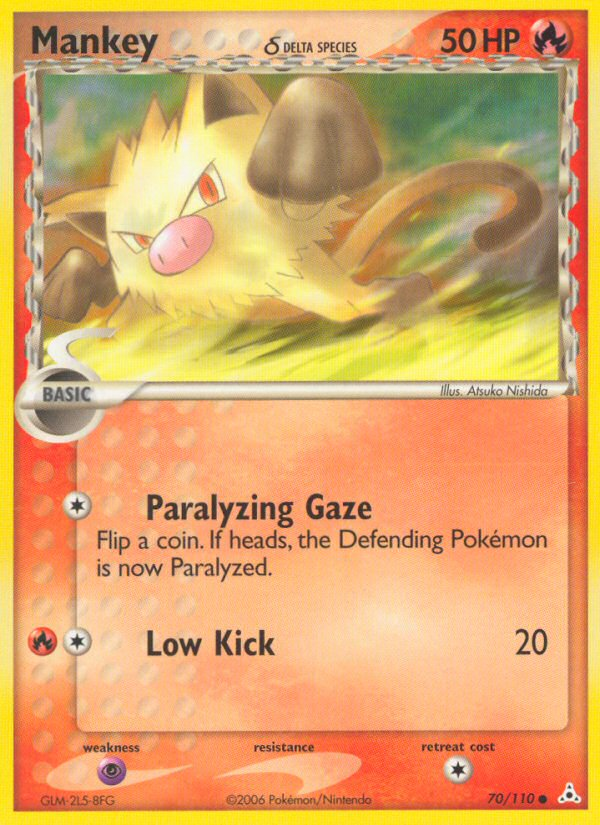 Mankey δ DELTA SPECIES 50 HP
BASIC
Illus. Atsuko Nishida
Paralyzing Gaze
Flip a coin. If heads, the Defending Pokémon
is now Paralyzed.
Low Kick 20
weakness resistance retreat cost
GLM-2L5-8FG ©2006 Pokémon/Nintendo 70/110 ●